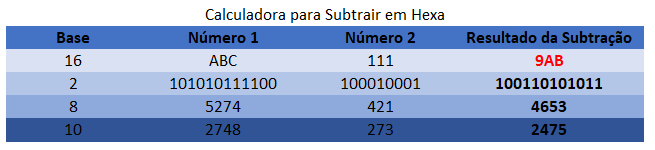 Calculadora para Subtrair em Hexa
Base Número 1 Número 2 Resultado da Subtração
16 ABC 111 9AB
2 101010111100 100010001 100110101011
8 5274 421 4653
10 2748 273 2475